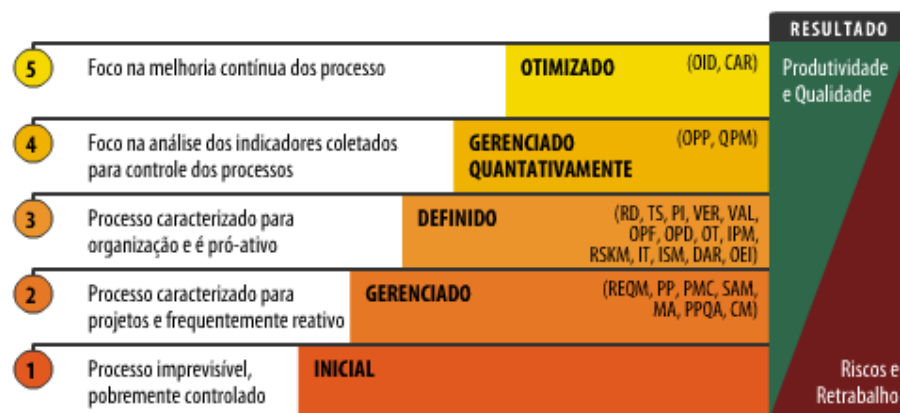 RESULTADO
5
Foco na melhoria contínua dos processo
OTIMIZADO
(OID, CAR)
Produtividade
e Qualidade
4
Foco na análise dos indicadores coletados
para controle dos processos
GERENCIADO
QUANTATIVAMENTE
(OPP, QPM)
3
Processo caracterizado para
organização e é pró-ativo
DEFINIDO
(RD, TS, PI, VER, VAL,
OPF, OPD, OT, IPM,
RSKM, IT, ISM, DAR, OEI)
2
Processo caracterizado para
projetos e frequentemente reativo
GERENCIADO
(REQM, PP, PMC, SAM,
MA, PPQA, CM)
1
Processo imprevisível,
pobremente controlado
INICIAL
Riscos e
Retrabalho